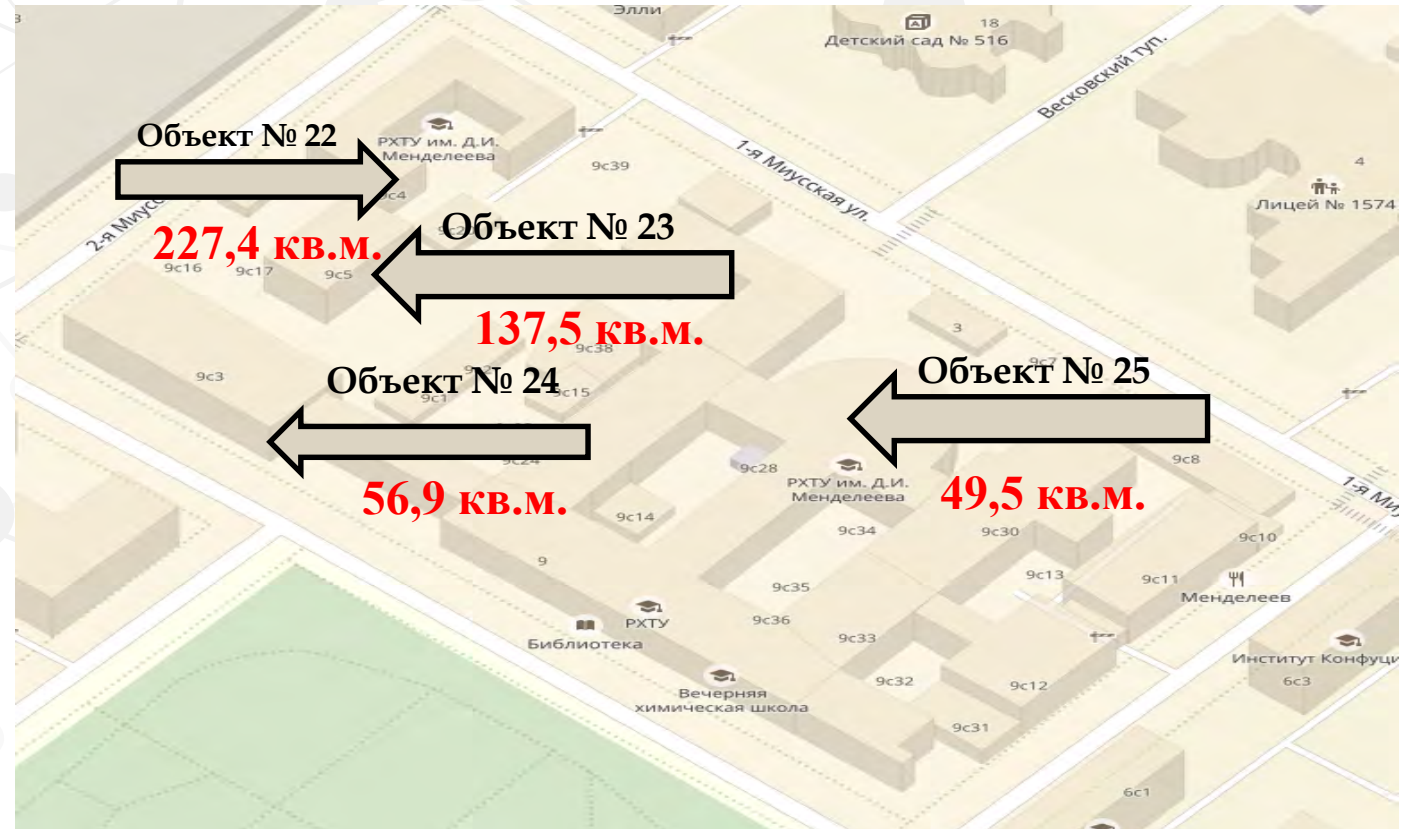 Элли
18
Детский сад № 516
Весковский туп.
Объект № 22
РХТУ им. Д.И.
Менделеева
9с39
1-я Миусская ул.
4
Лицей № 1574
9с4
2-я Миусс
227,4 кв.м.
Объект № 23
9с16
9с17
9с5
137,5 кв.м.
9с38
3
9с7
9с3
Объект № 24
9с1
9с15
Объект № 25
9с24
9с28
РХТУ им. Д.И.
Менделеева
9с8
1-я Ми
56,9 кв.м.
49,5 кв.м.
9с14
9с34
9с30
9с10
9
9с13
9с11
Менделеев
9с35
РХТУ
9с36
Библиотека
9с33
Институт Конфуци
6с3
Вечерняя
химическая школа
9с32
9с12
9с31
6с1